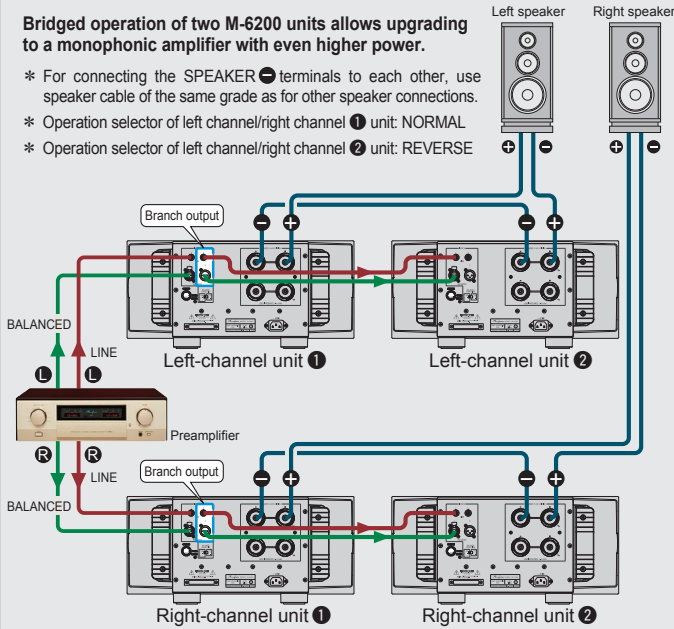 Bridged operation of two M-6200 units allows upgrading
to a monophonic amplifier with even higher power.
* For connecting the SPEAKER ⊖ terminals to each other, use
speaker cable of the same grade as for other speaker connections.
* Operation selector of left channel/right channel ❶ unit: NORMAL
* Operation selector of left channel/right channel ❷ unit: REVERSE
Left speaker
Right speaker
+ − + −
Branch output
− + − +
BALANCED
LINE
L L
Left-channel unit ❶
Left-channel unit ❷
Preamplifier
R R
LINE
BALANCED
Branch output
− + − +
Right-channel unit ❶
Right-channel unit ❷